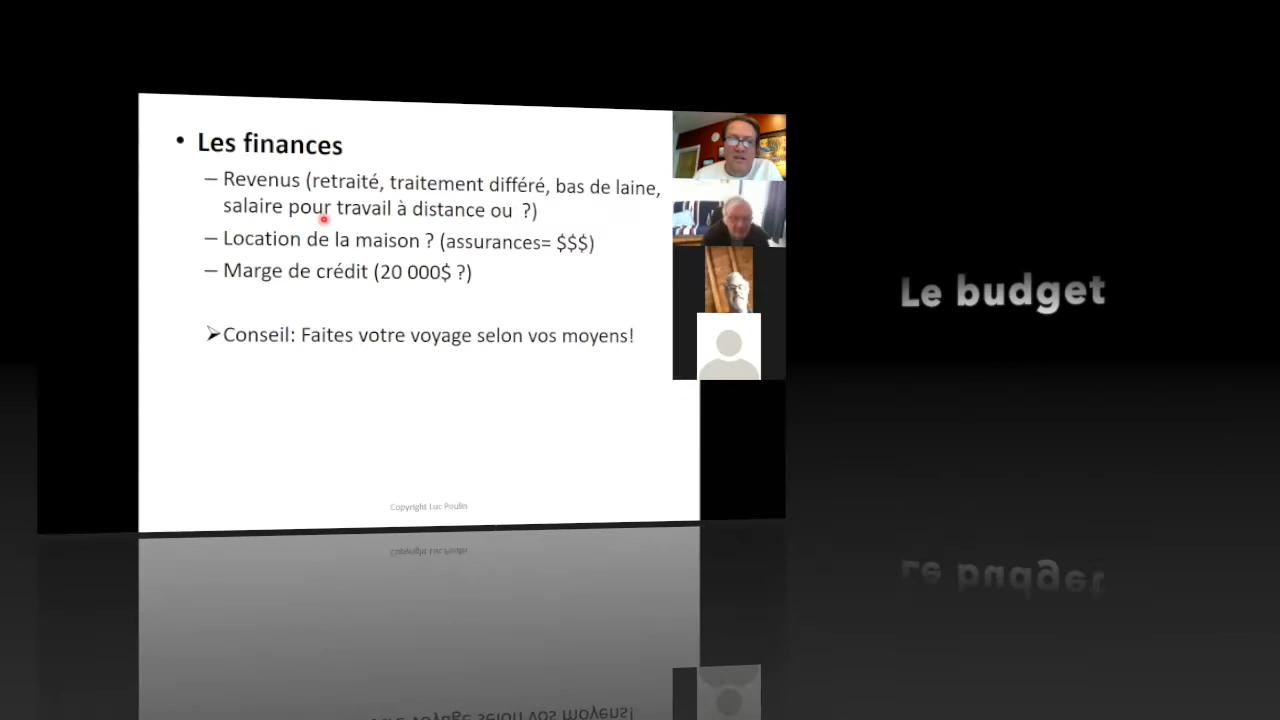 • Les finances
– Revenus (retraité, traitement différé, bas de laine,
salaire pour travail à distance ou  ?)
– Location de la maison ? (assurances= $$$)
– Marge de crédit (20 000$ ?)
➢Conseil: Faites votre voyage selon vos moyens!
Copyright Luc Poulin
Le budget